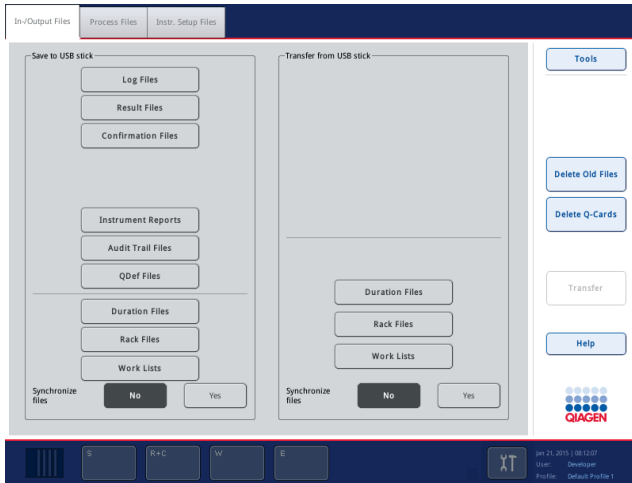 In-/Output Files
Process Files
Instr. Setup Files
Save to USB stick
Log Files
Result Files
Confirmation Files
Instrument Reports
Audit Trail Files
QDef Files
Duration Files
Rack Files
Work Lists
Synchronize
files
No
Yes
Transfer from USB stick
Duration Files
Rack Files
Work Lists
Synchronize
files
No
Yes
Tools
Delete Old Files
Delete Q-Cards
Transfer
Help
QIAGEN
S
R+C
W
E
Jan 21, 2015 | 08:12:07
User: Developer
Profile: Default Profile 1